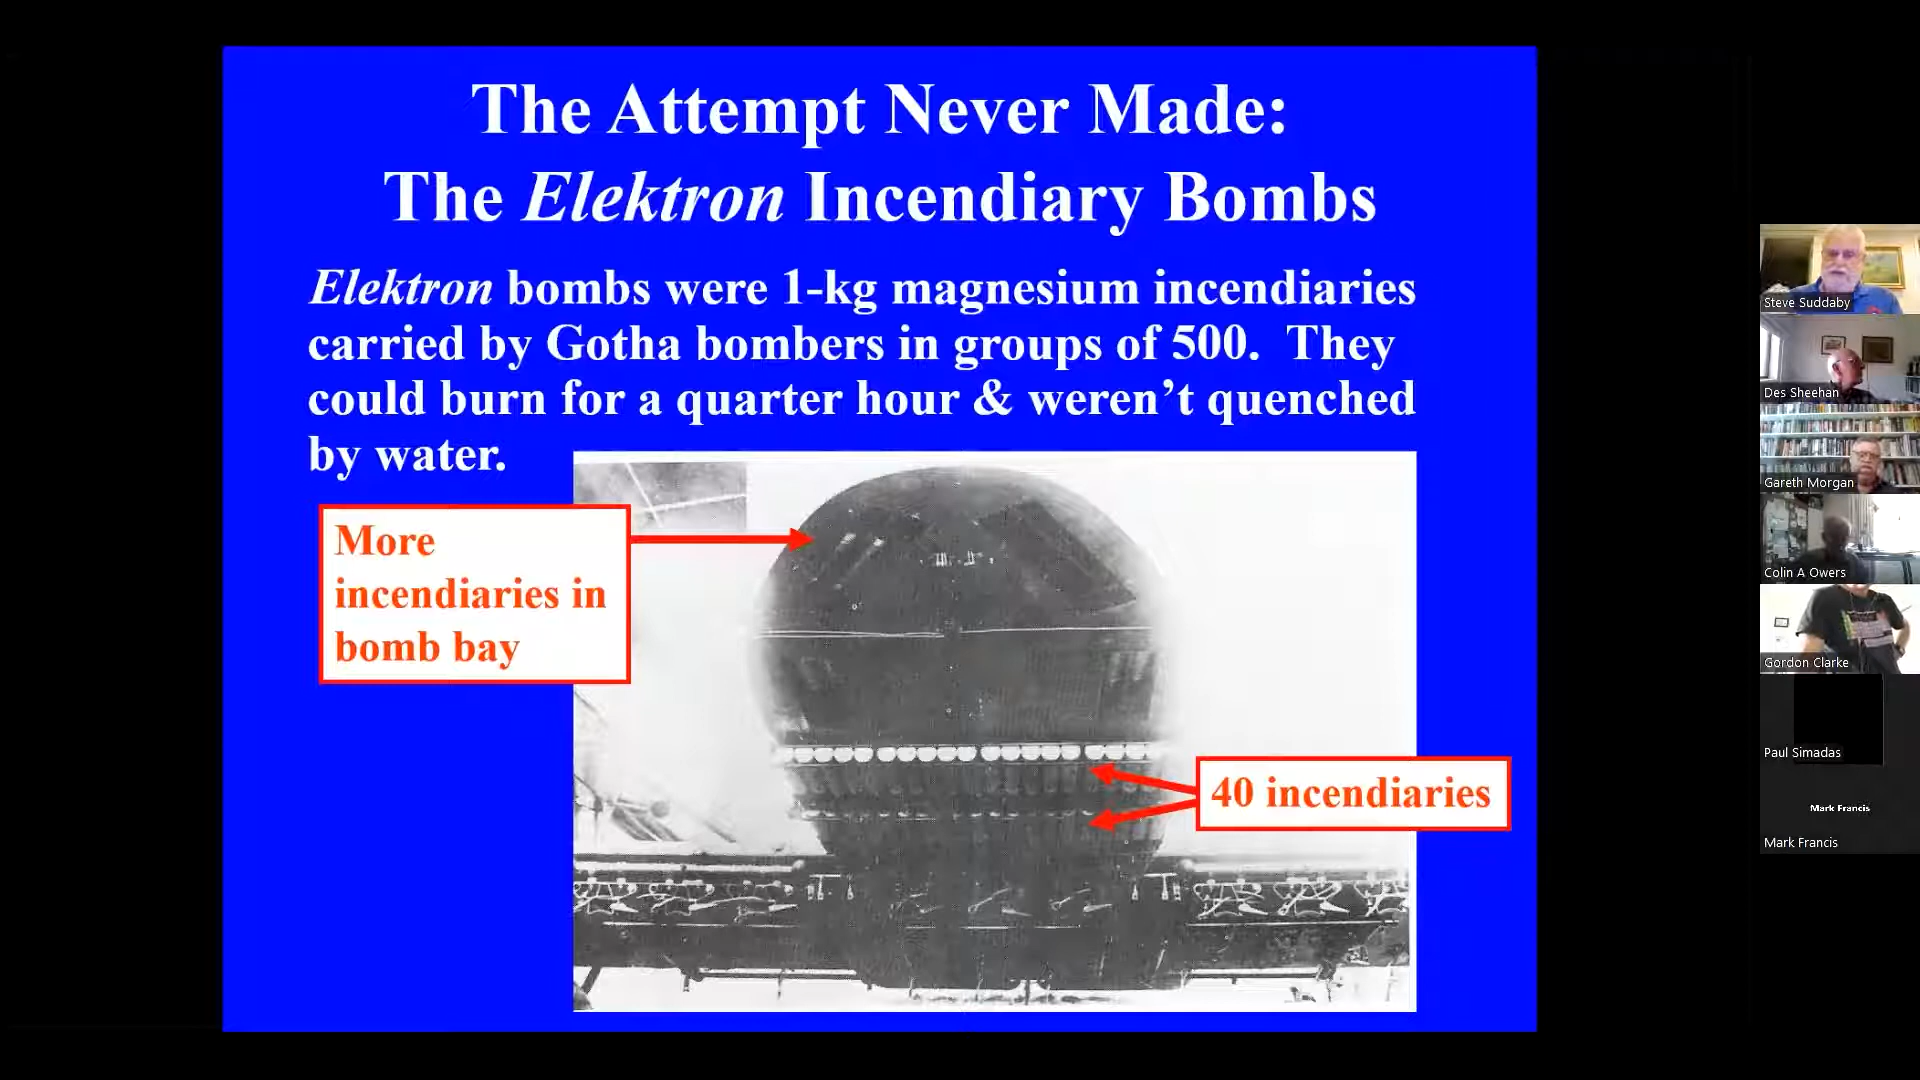 The Attempt Never Made:
The Elektron Incendiary Bombs
Elektron bombs were 1-kg magnesium incendiaries
carried by Gotha bombers in groups of 500. They
could burn for a quarter hour & weren’t quenched
by water.
More
incendiaries in
bomb bay
40 incendiaries
Steve Suddaby
Des Sheehan
Gareth Morgan
Colin A Owers
Gordon Clarke
Paul Simadas
Mark Francis
Mark Francis